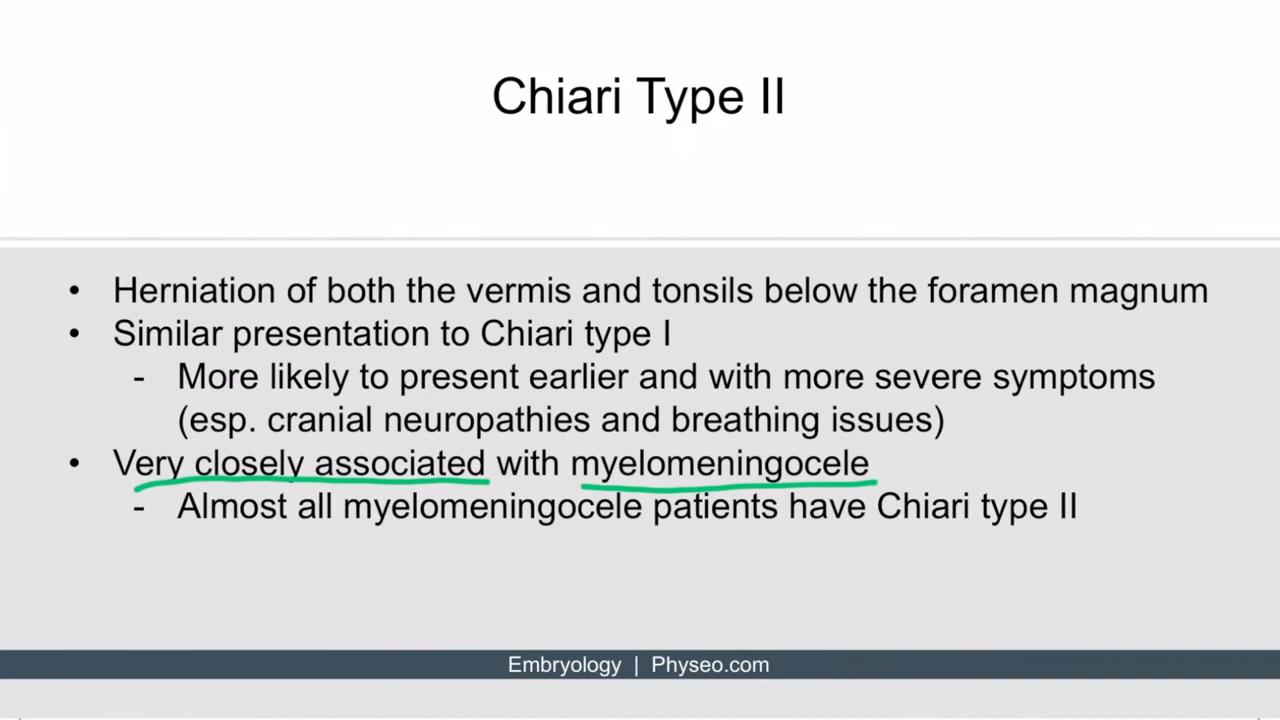 Chiari Type II
• Herniation of both the vermis and tonsils below the foramen magnum
• Similar presentation to Chiari type I
- More likely to present earlier and with more severe symptoms
(esp. cranial neuropathies and breathing issues)
• Very closely associated with myelomeningocele
- Almost all myelomeningocele patients have Chiari type II
Embryology | Physeo.com